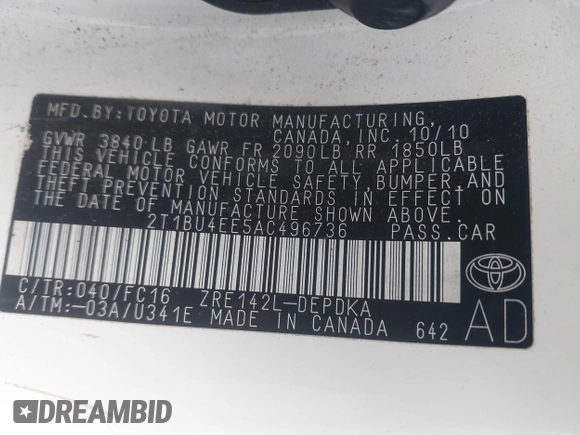 MFD.BY:TOYOTA MOTOR MANUFACTURING,
CANADA,INC. 10/10
GVWR 3840 LB GAWR FR 2090LB RR 1850LB
THIS VEHICLE CONFORMS TO ALL APPLICABLE
FEDERAL MOTOR VEHICLE SAFETY,BUMPER,AND
THEFT PREVENTION STANDARDS IN EFFECT ON
THE DATE OF MANUFACTURE SHOWN ABOVE.
2T1BU4EE5AC496736 PASS.CAR
C/TR:040/FC16 ZRE142L-DEPDKA
A/TM:-03A/U341E MADE IN CANADA 642
TOYOTA
AD
DREAMBID